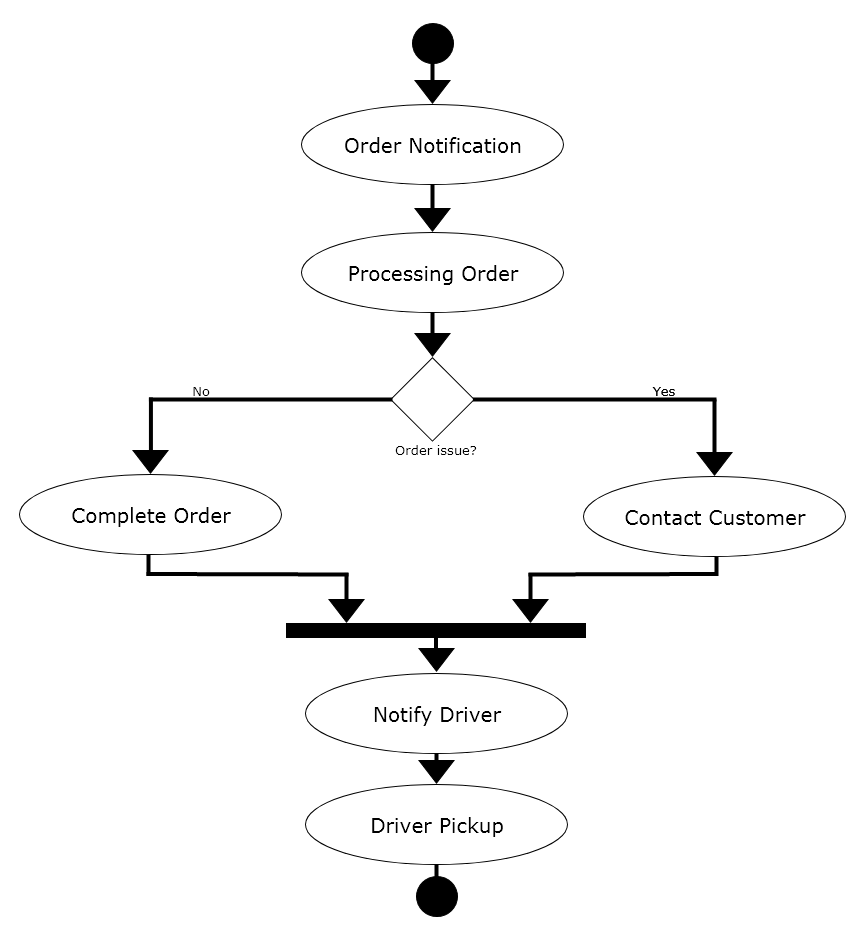 Order Notification
Processing Order
No
Yes
Order issue?
Complete Order
Contact Customer
Notify Driver
Driver Pickup